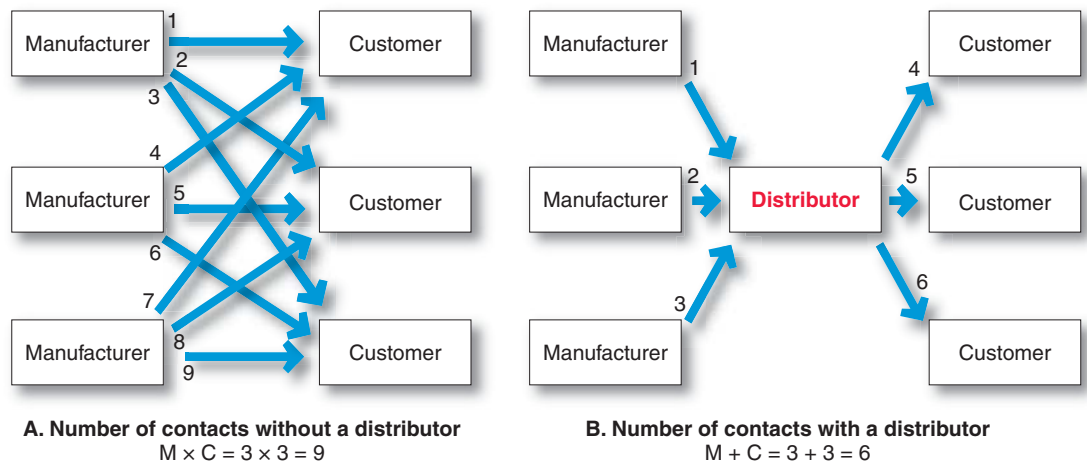 1
Manufacturer
Customer
2
3
4
Manufacturer
5
Customer
6
7
Manufacturer
8
Customer
9
A. Number of contacts without a distributor
M × C = 3 × 3 = 9
Manufacturer
Customer
1
4
Manufacturer
2
Distributor
5
Customer
3
6
Manufacturer
Customer
B. Number of contacts with a distributor
M + C = 3 + 3 = 6